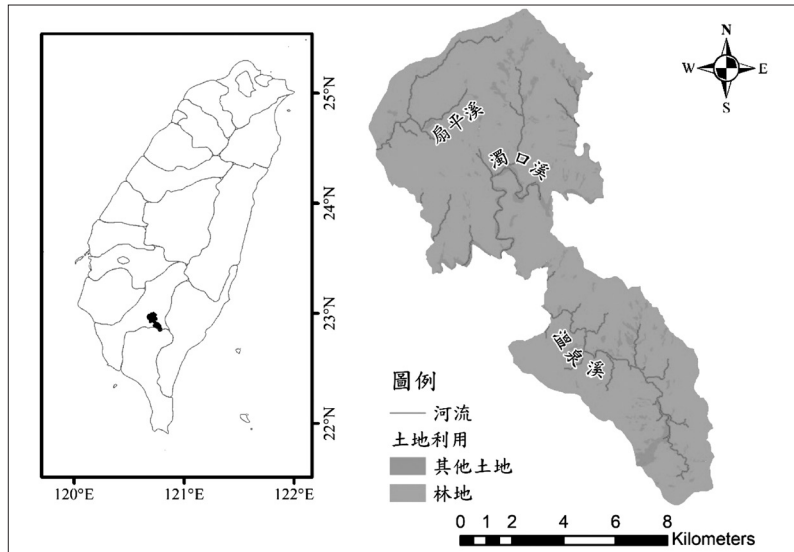 25°N
24°N
23°N
22°N
120°E
121°E
122°E
N
W
E
S
扇平溪
濁口溪
溫泉溪
圖例
河流
土地利用
其他土地
林地
0 1 2 4 6 8
Kilometers